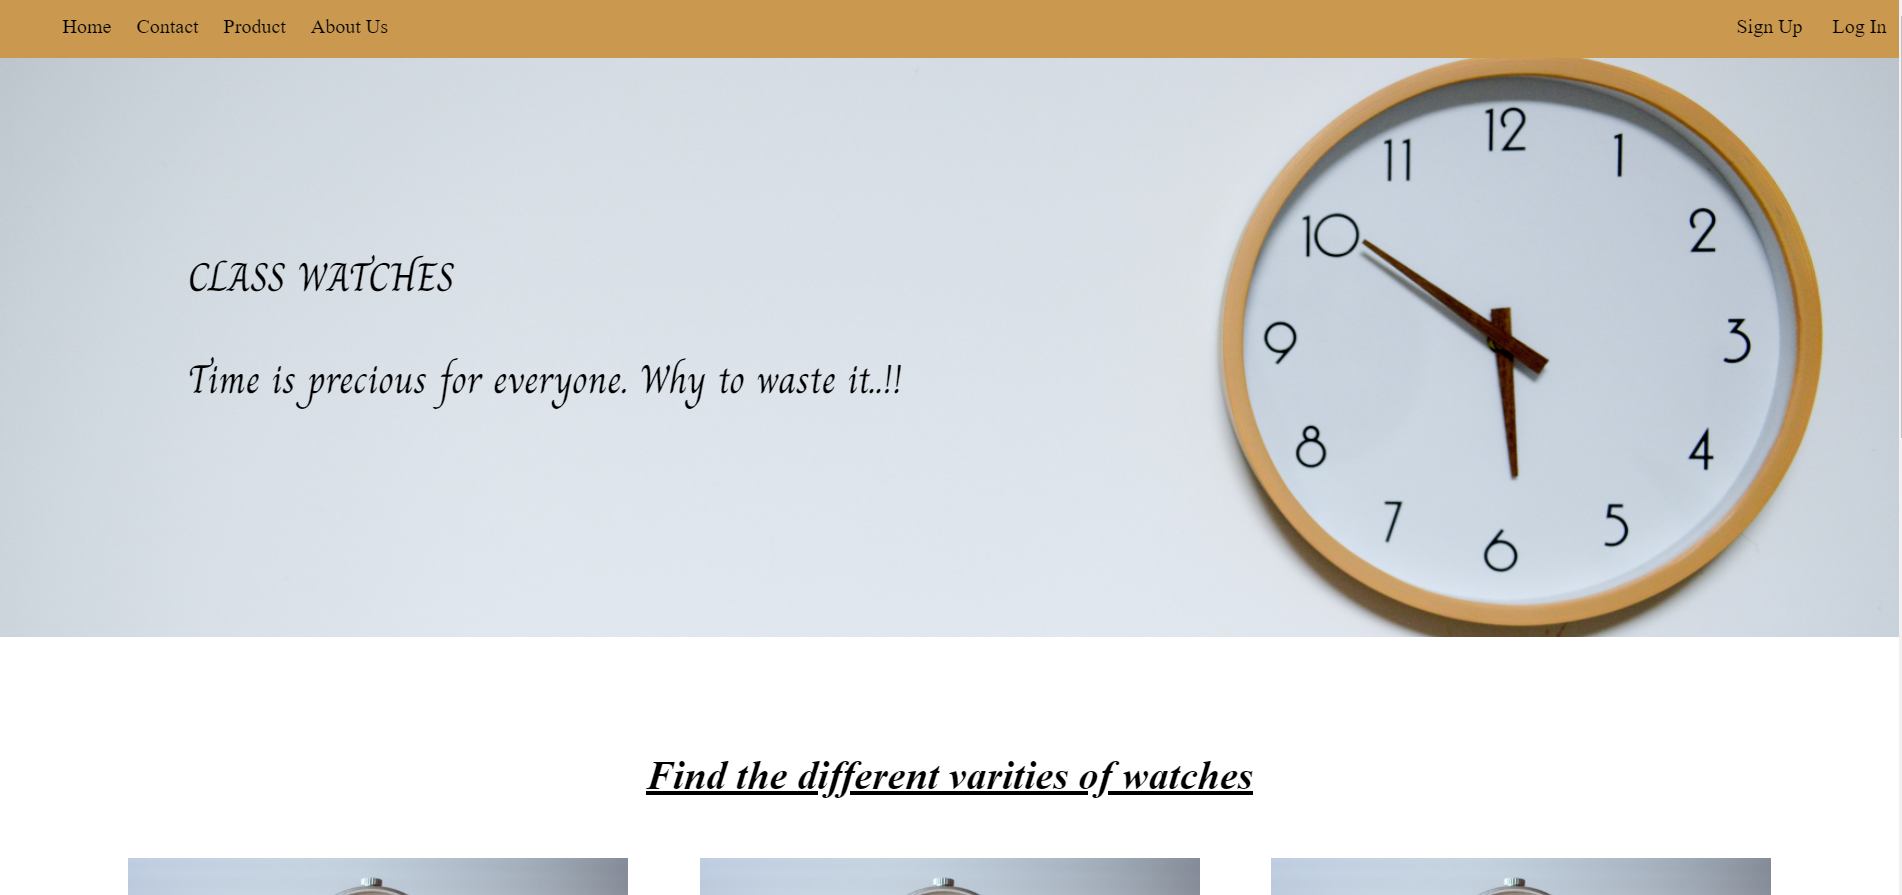 Home Contact Product About Us Sign Up Log In
CLASS WATCHES
Time is precious for everyone. Why to waste it..!!
12
11 1
10 2
9 3
8 4
7 5
6
Find the different varities of watches